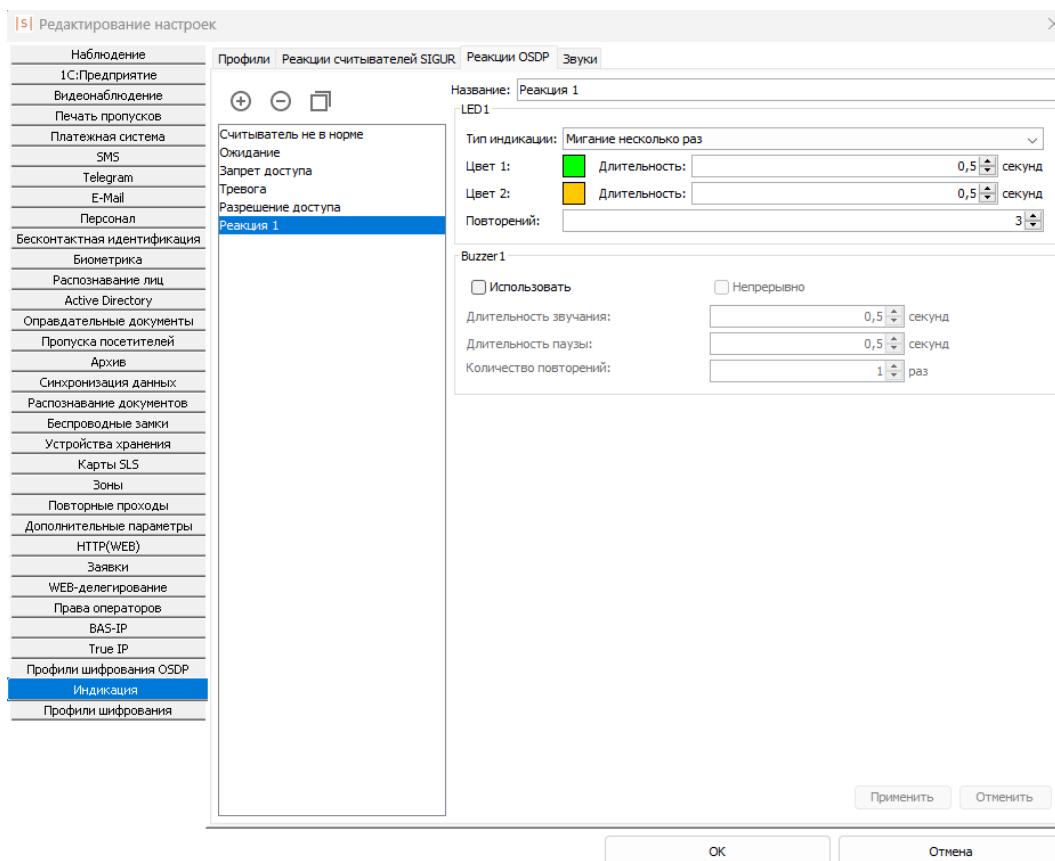 |S| Редактирование настроек
Наблюдение
1С:Предприятие
Видеонаблюдение
Печать пропусков
Платежная система
SMS
Telegram
E-Mail
Персонал
Бесконтактная идентификация
Биометрика
Распознавание лиц
Active Directory
Оправдательные документы
Пропуска посетителей
Архив
Синхронизация данных
Распознавание документов
Беспроводные замки
Устройства хранения
Карты SLS
Зоны
Повторные проходы
Дополнительные параметры
HTTP(WEB)
Заявки
WEB-делегирование
Права операторов
BAS-IP
True IP
Профили шифрования OSDP
Индикация
Профили шифрования
Профили Реакции считывателей SIGUR Реакции OSDP Звуки
Считыватель не в норме
Ожидание
Запрет доступа
Тревога
Разрешение доступа
Реакция 1
Название: Реакция 1
LED1
Тип индикации: Мигание несколько раз
Цвет 1: Длительность: 0,5 секунд
Цвет 2: Длительность: 0,5 секунд
Повторений: 3
Buzzer1
Использовать Непрерывно
Длительность звучания: 0,5 секунд
Длительность паузы: 0,5 секунд
Количество повторений: 1 раз
Применить Отменить
ОК Отмена